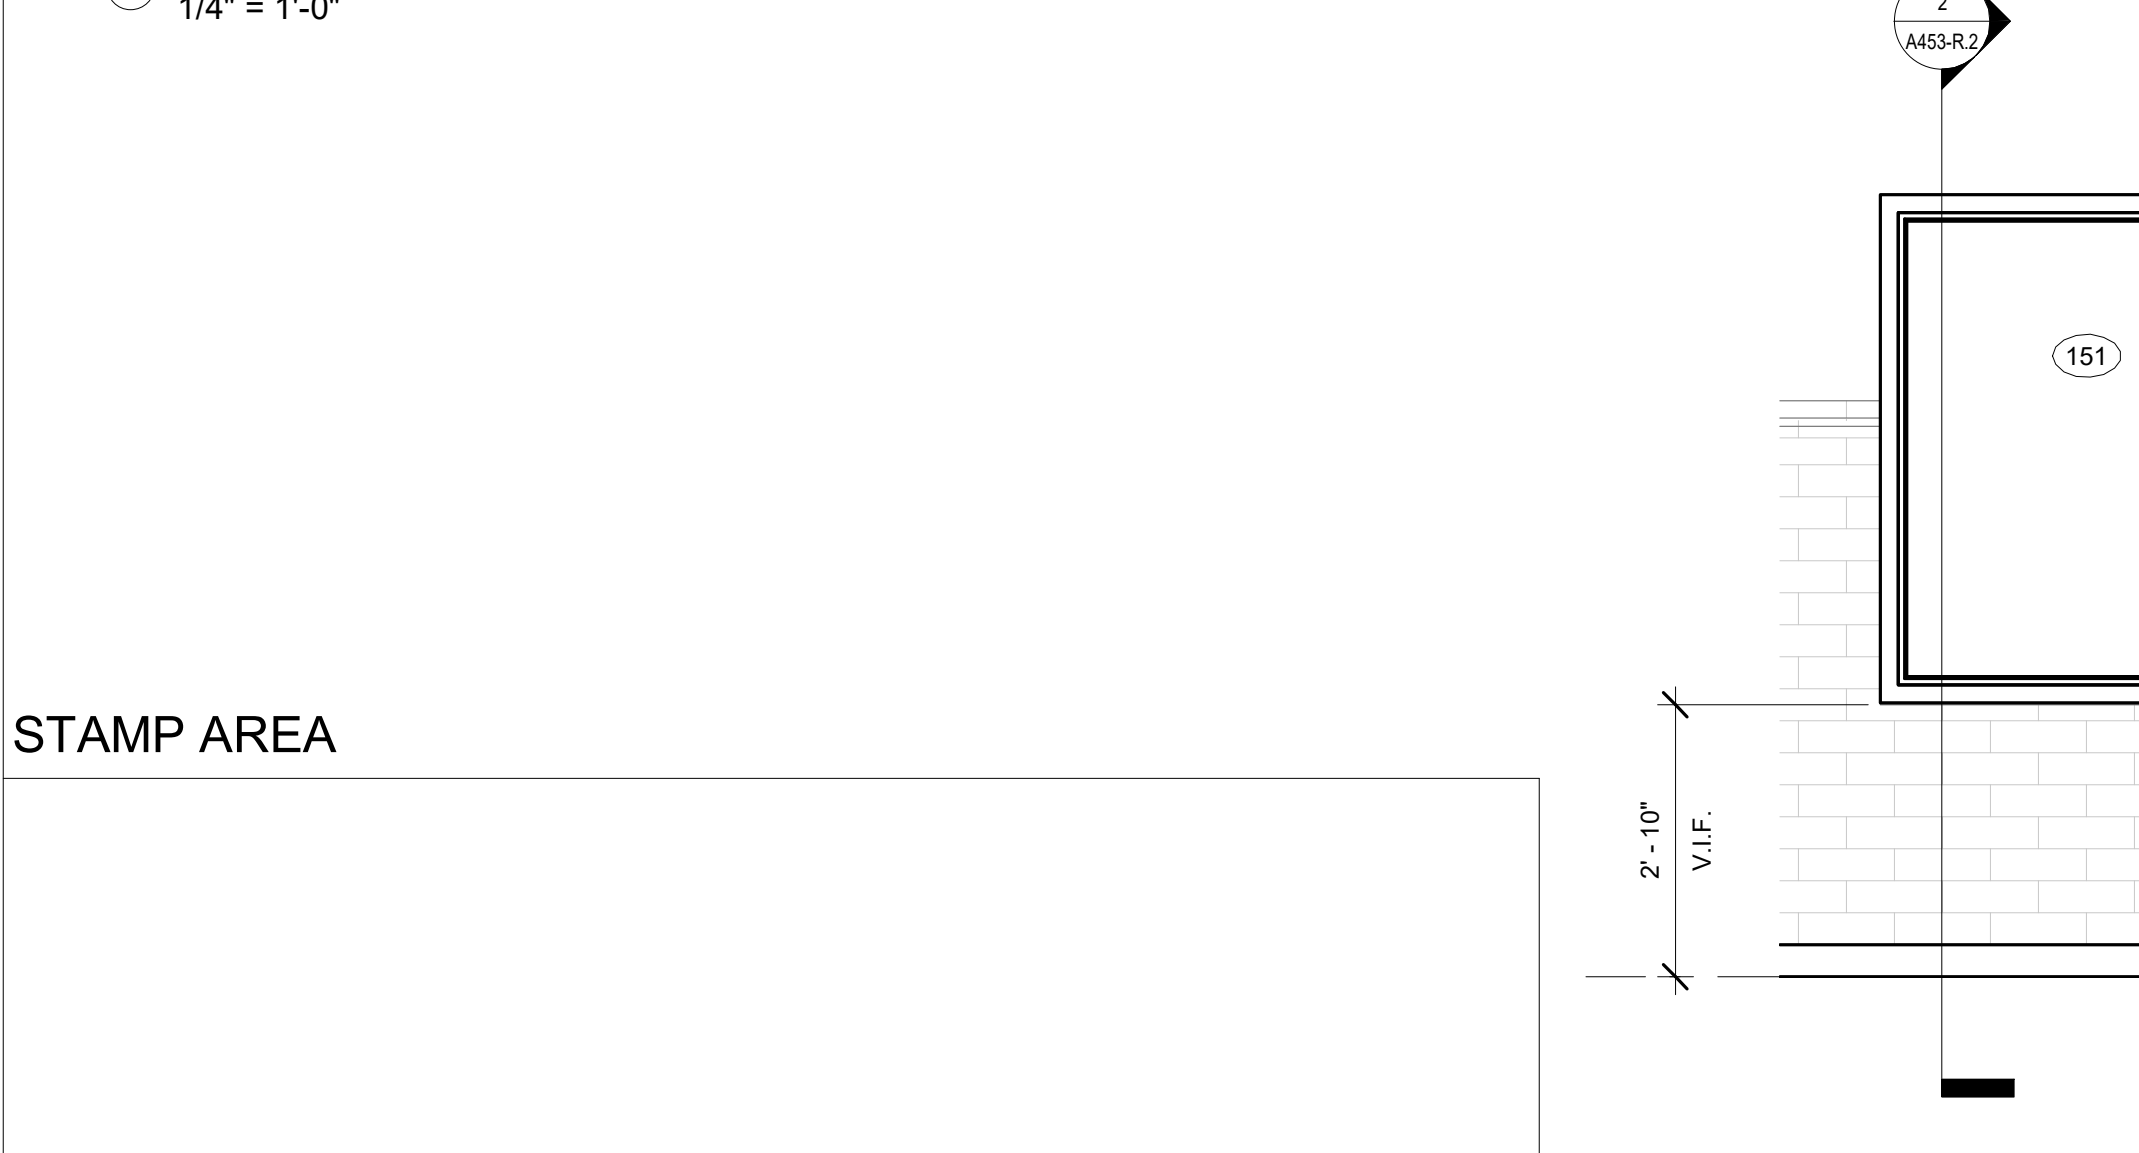 1/4" = 1'-0"
2
A453-R.2
151
STAMP AREA
2' - 10"
V.I.F.